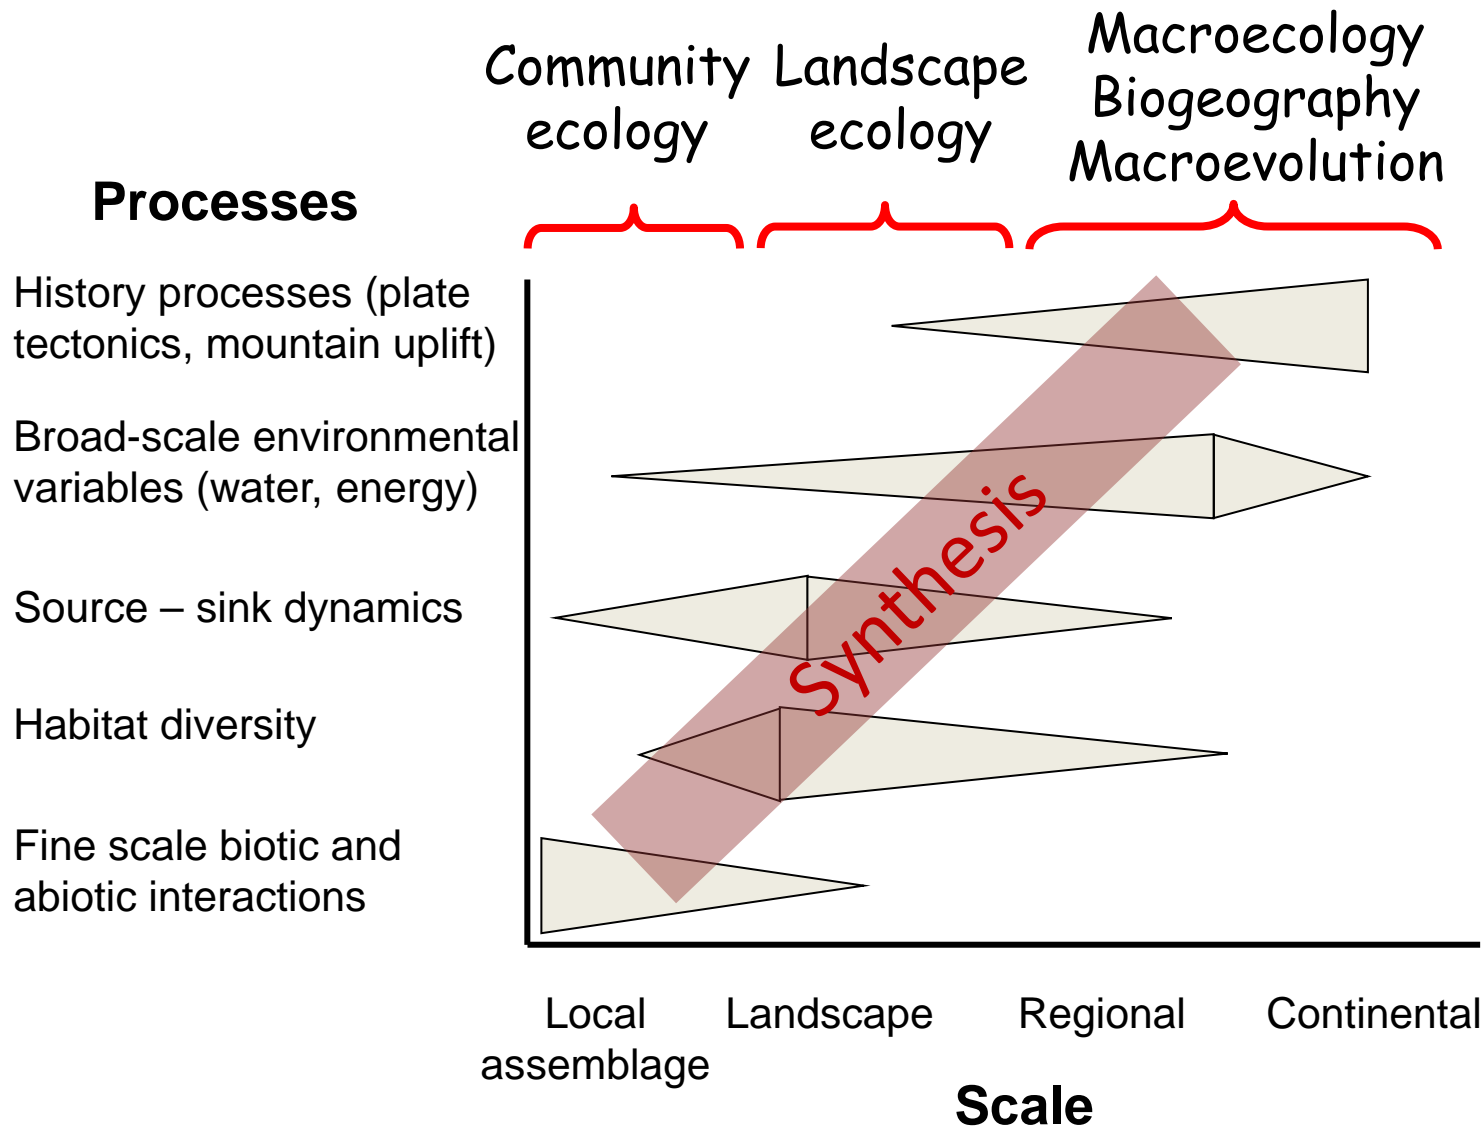 Community
ecology
Landscape
ecology
Macroecology
Biogeography
Macroevolution
Processes
History processes (plate
tectonics, mountain uplift)
Broad-scale environmental
variables (water, energy)
Source – sink dynamics
Habitat diversity
Fine scale biotic and
abiotic interactions
Synthesis
Local
assemblage
Landscape
Regional
Continental
Scale